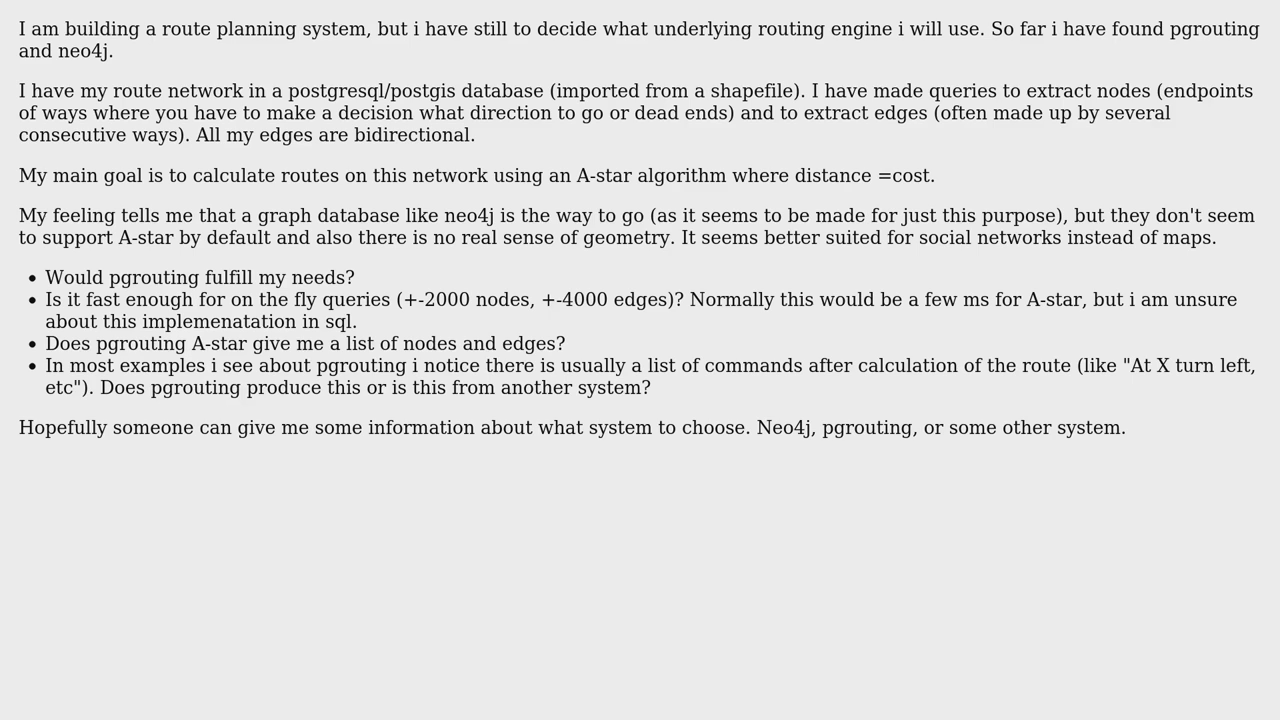 I am building a route planning system, but i have still to decide what underlying routing engine i will use. So far i have found pgrouting
and neo4j.
I have my route network in a postgresql/postgis database (imported from a shapefile). I have made queries to extract nodes (endpoints
of ways where you have to make a decision what direction to go or dead ends) and to extract edges (often made up by several
consecutive ways). All my edges are bidirectional.
My main goal is to calculate routes on this network using an A-star algorithm where distance =cost.
My feeling tells me that a graph database like neo4j is the way to go (as it seems to be made for just this purpose), but they don't seem
to support A-star by default and also there is no real sense of geometry. It seems better suited for social networks instead of maps.
• Would pgrouting fulfill my needs?
• Is it fast enough for on the fly queries (+-2000 nodes, +-4000 edges)? Normally this would be a few ms for A-star, but i am unsure
about this implemenatation in sql.
• Does pgrouting A-star give me a list of nodes and edges?
• In most examples i see about pgrouting i notice there is usually a list of commands after calculation of the route (like "At X turn left,
etc"). Does pgrouting produce this or is this from another system?
Hopefully someone can give me some information about what system to choose. Neo4j, pgrouting, or some other system.